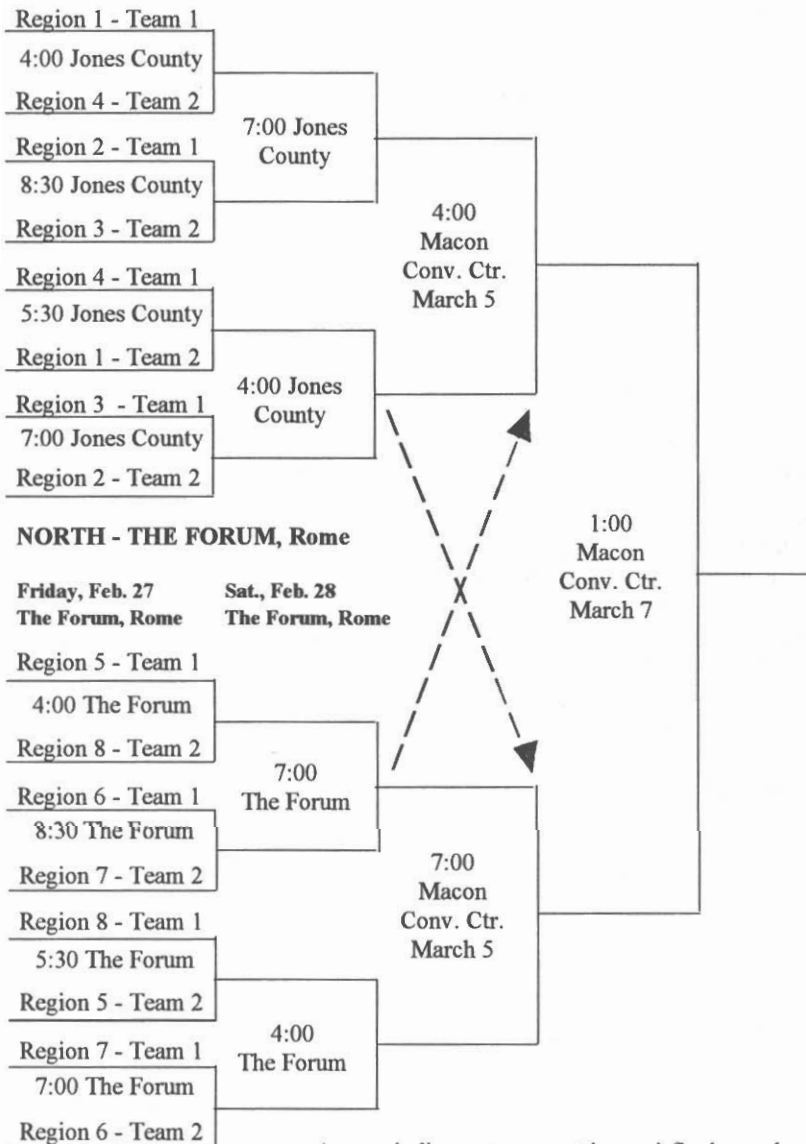 Region 1 - Team 1
4:00 Jones County
Region 4 - Team 2
7:00 Jones
County
Region 2 - Team 1
8:30 Jones County
Region 3 - Team 2
4:00
Macon
Conv. Ctr.
March 5
Region 4 - Team 1
5:30 Jones County
Region 1 - Team 2
4:00 Jones
County
Region 3 - Team 1
7:00 Jones County
Region 2 - Team 2
1:00
Macon
Conv. Ctr.
March 7
NORTH - THE FORUM, Rome
Friday, Feb. 27
The Forum, Rome
Sat., Feb. 28
The Forum, Rome
Region 5 - Team 1
4:00 The Forum
Region 8 - Team 2
7:00
The Forum
Region 6 - Team 1
8:30 The Forum
Region 7 - Team 2
7:00
Macon
Conv. Ctr.
March 5
Region 8 - Team 1
5:30 The Forum
Region 5 - Team 2
4:00
The Forum
Region 7 - Team 1
7:00 The Forum
Region 6 - Team 2